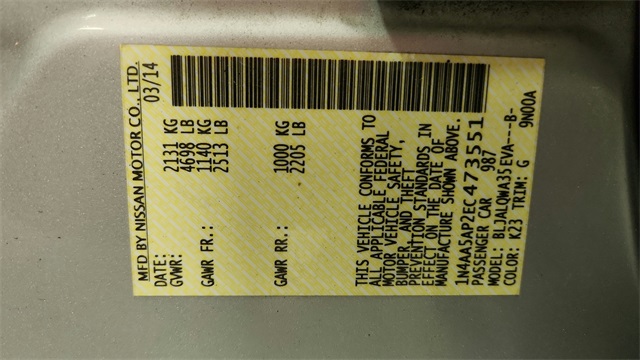 MFD BY NISSAN MOTOR CO., LTD.
DATE: 03/14
GVWR: 2131 KG
4698 LB
GAWR FR.: 1140 KG
2513 LB
GAWR RR.: 1000 KG
2205 LB
THIS VEHICLE CONFORMS TO
ALL APPLICABLE FEDERAL
MOTOR VEHICLE SAFETY,
BUMPER, AND THEFT
PREVENTION STANDARDS IN
EFFECT ON THE DATE OF
MANUFACTURE SHOWN ABOVE.
1N4AA5AP2EC473551
PASSENGER CAR 987
MODEL: BLJALOWA35EVA---B-
COLOR: K23 TRIM: G 9N00A